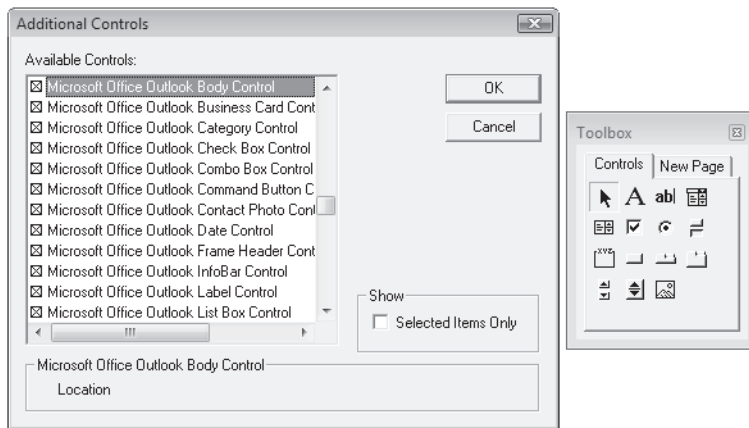 Additional Controls
Available Controls:
Microsoft Office Outlook Body Control
Microsoft Office Outlook Business Card Cont
Microsoft Office Outlook Category Control
Microsoft Office Outlook Check Box Control
Microsoft Office Outlook Combo Box Control
Microsoft Office Outlook Command Button C
Microsoft Office Outlook Contact Photo Cont
Microsoft Office Outlook Date Control
Microsoft Office Outlook Frame Header Cont
Microsoft Office Outlook InfoBar Control
Microsoft Office Outlook Label Control
Microsoft Office Outlook List Box Control
OK
Cancel
Show
Selected Items Only
Microsoft Office Outlook Body Control
Location
Toolbox
Controls
New Page
A ab|
xyz